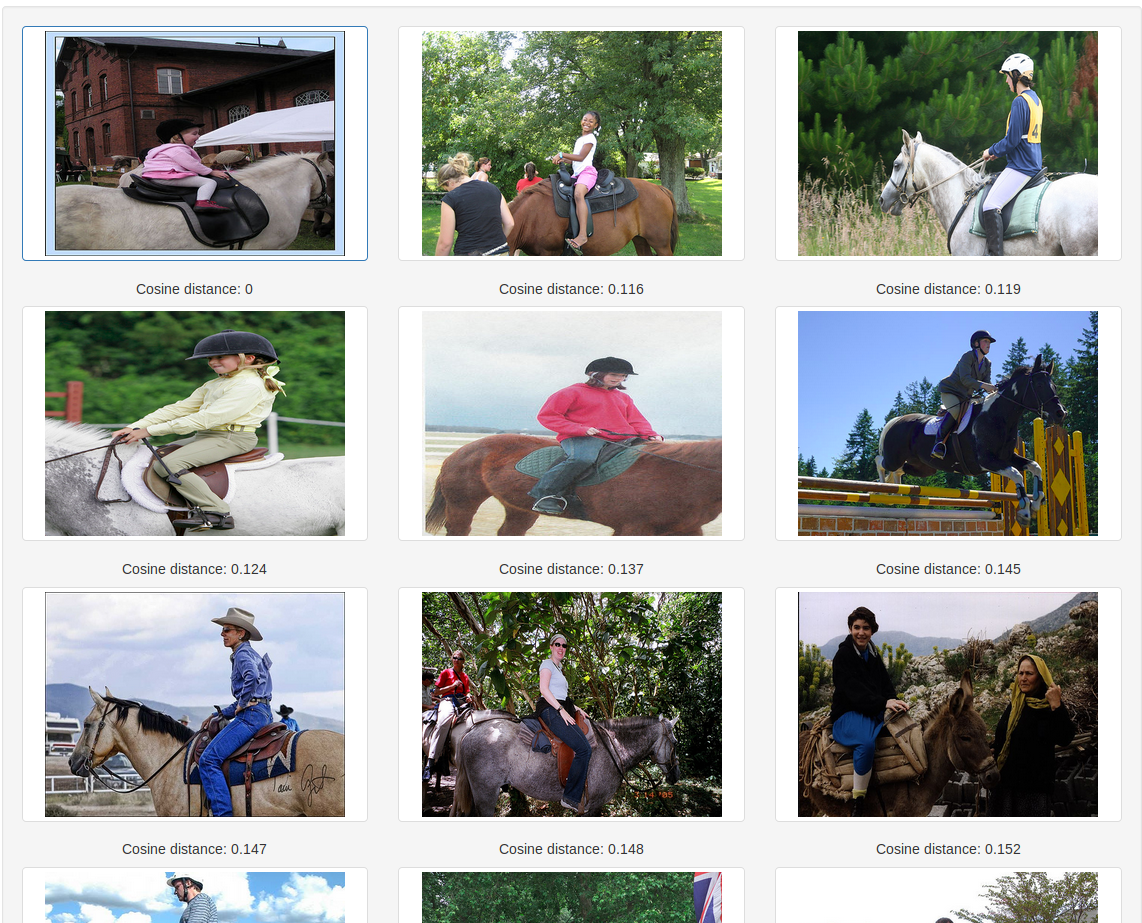 Cosine distance: 0
Cosine distance: 0.116
Cosine distance: 0.119
4
Cosine distance: 0.124
Cosine distance: 0.137
Cosine distance: 0.145
Cosine distance: 0.147
Cosine distance: 0.148
Cosine distance: 0.152